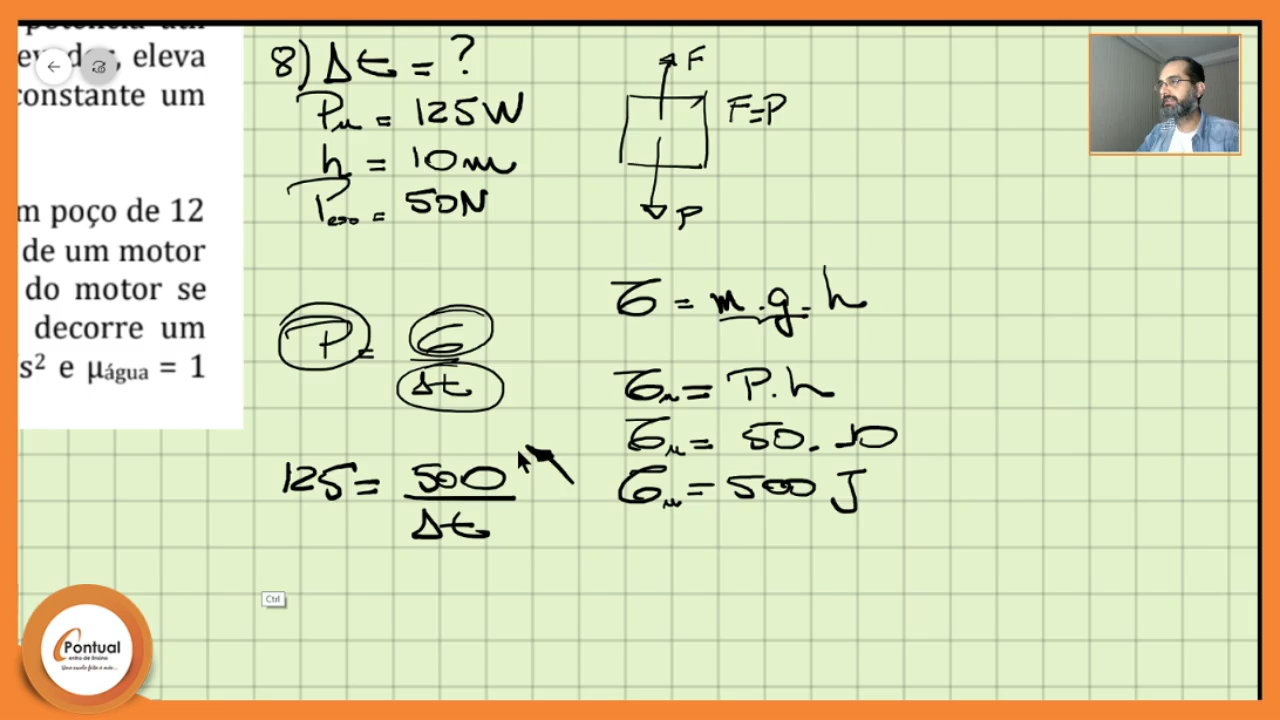 evador, eleva
constante um
m poço de 12
de um motor
do motor se
decorre um
s² e μágua = 1
8) Δt = ?
Pu = 125W
h = 10m
Peso = 50N
F
F=P
P
P = τ/Δt
125 = 500/Δt
τ = m.g.h
τu = P.h
τu = 50.10
τu = 500 J
Ctrl
Pontual